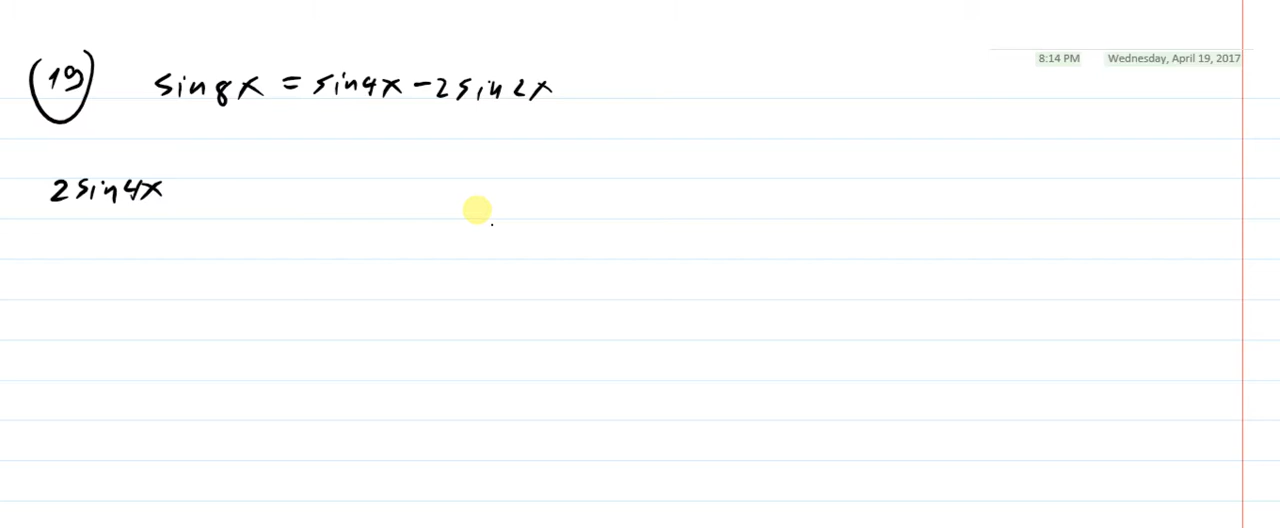 8:14 PM Wednesday, April 19, 2017
(19) sin8x = sin4x - 2sin2x
2sin4x